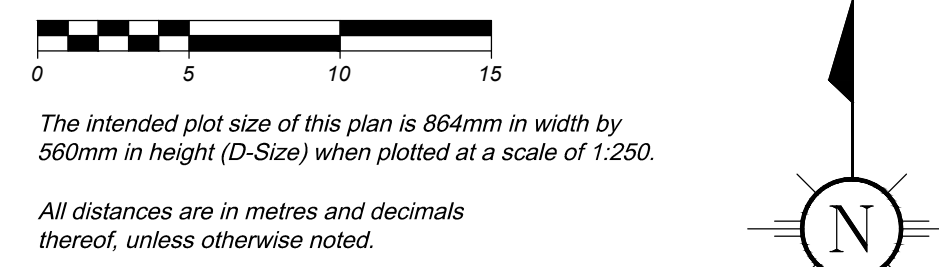 0 5 10 15
The intended plot size of this plan is 864mm in width by
560mm in height (D-Size) when plotted at a scale of 1:250.
All distances are in metres and decimals
thereof, unless otherwise noted.
N